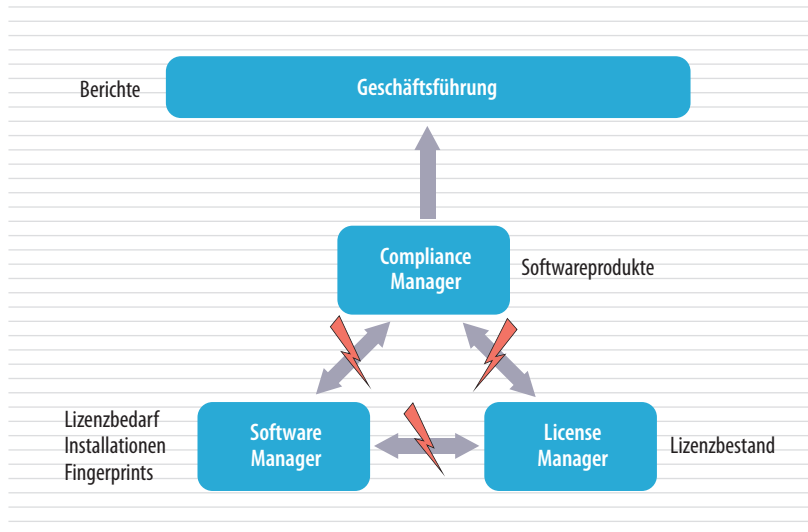 Berichte
Geschäftsführung
Compliance
Manager
Softwareprodukte
Lizenzbedarf
Installationen
Fingerprints
Software
Manager
License
Manager
Lizenzbestand